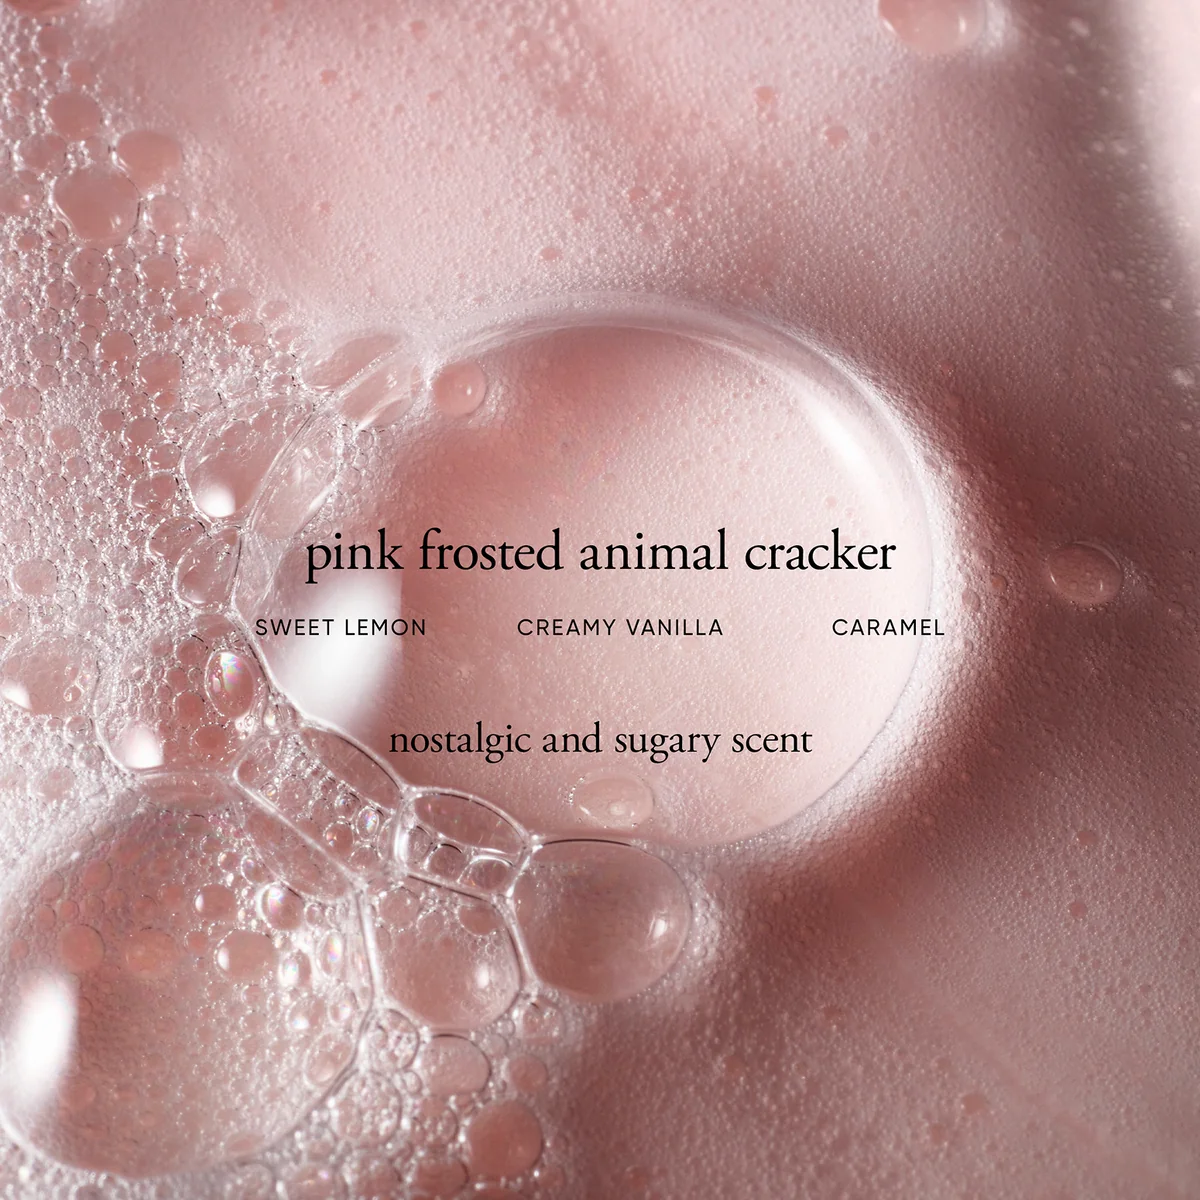 pink frosted animal cracker
SWEET LEMON CREAMY VANILLA CARAMEL
nostalgic and sugary scent